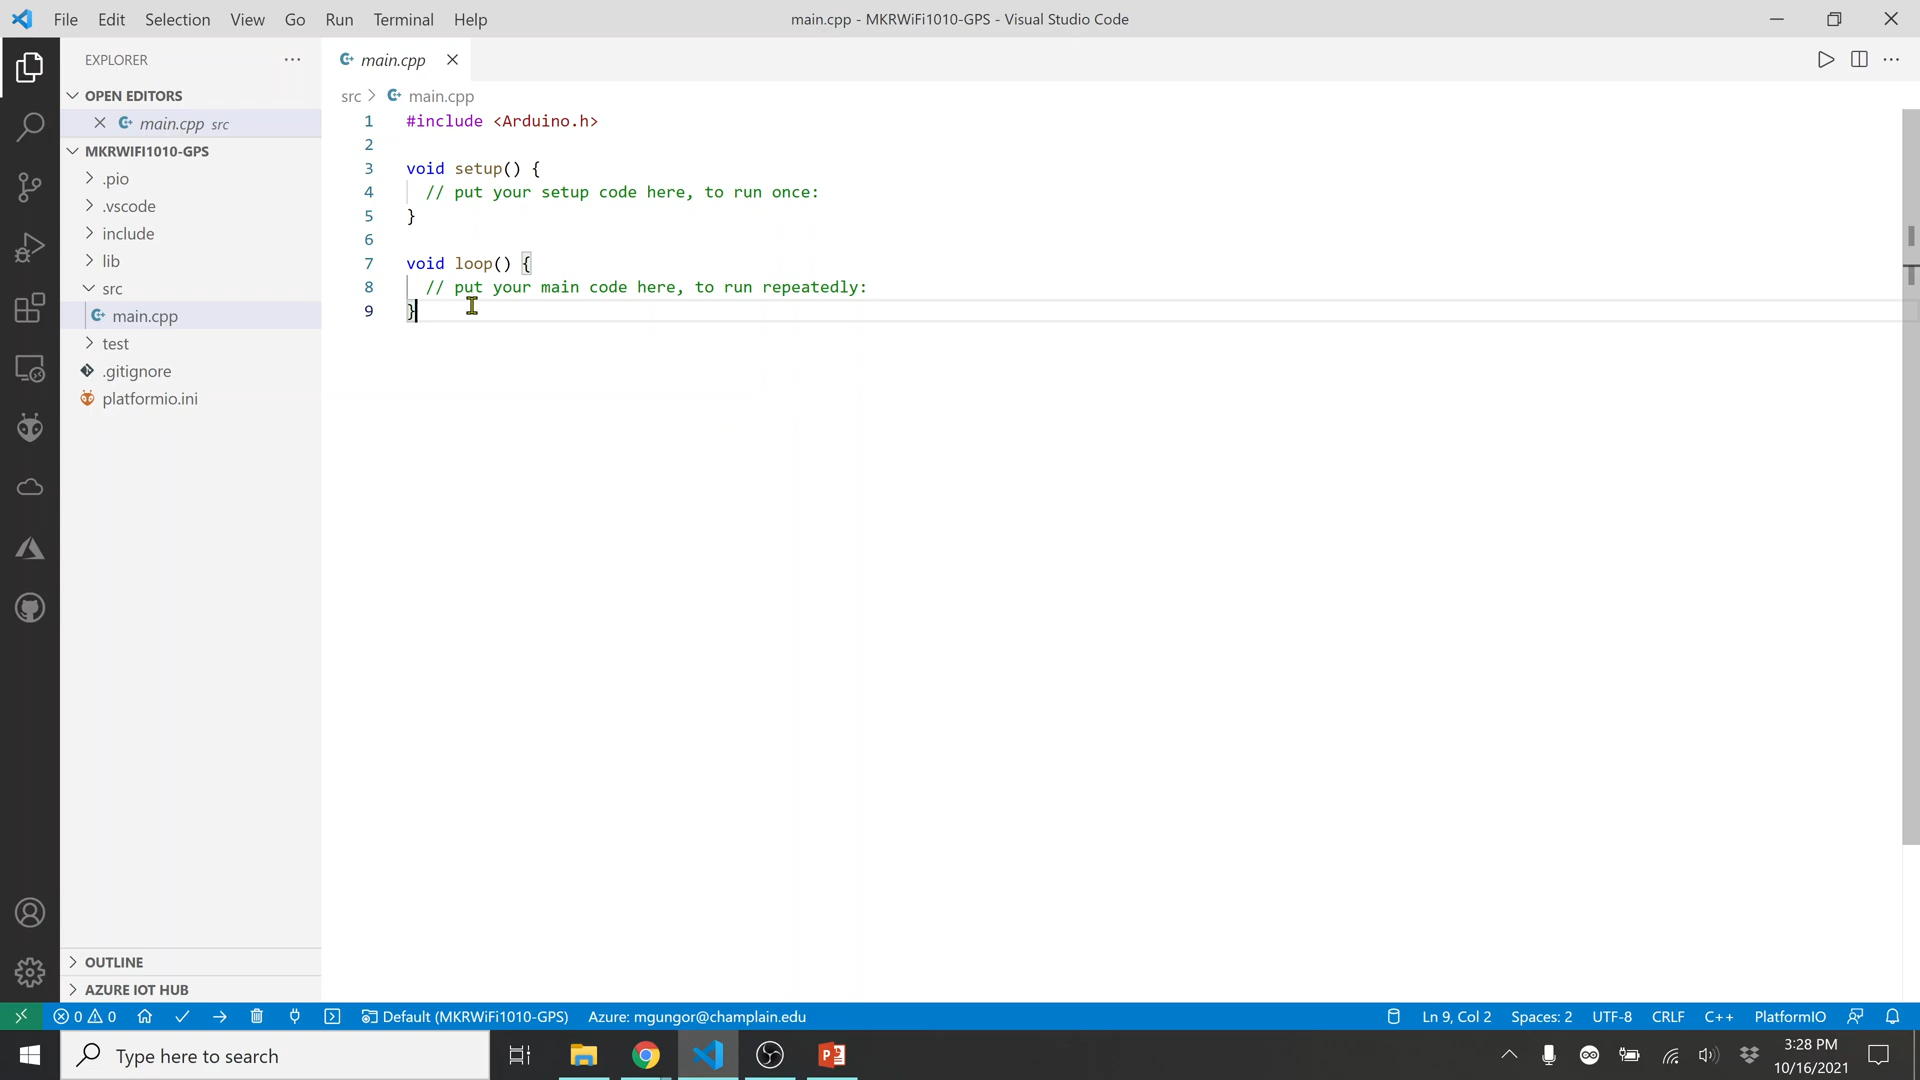 File Edit Selection View Go Run Terminal Help
main.cpp - MKRWiFi1010-GPS - Visual Studio Code
EXPLORER
main.cpp
OPEN EDITORS
src > main.cpp
main.cpp src
1 #include <Arduino.h>
MKRWIFI1010-GPS
2
.pio
3 void setup() {
.vscode
4 // put your setup code here, to run once:
include
5 }
lib
6
src
7 void loop() {
main.cpp
8 // put your main code here, to run repeatedly:
test
9 }
.gitignore
platformio.ini
OUTLINE
AZURE IOT HUB
0 0 Default (MKRWiFi1010-GPS) Azure: mgungor@champlain.edu Ln 9, Col 2 Spaces: 2 UTF-8 CRLF C++ PlatformIO
Type here to search
3:28 PM
10/16/2021